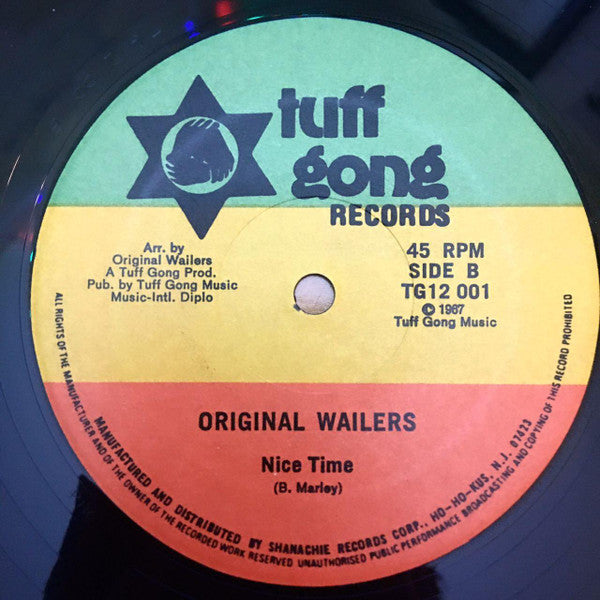 tuff
gong
RECORDS
Arr. by
Original Wailers
A Tuff Gong Prod.
Pub. by Tuff Gong Music
Music-Intl. Diplo
45 RPM
SIDE B
TG12 001
© 1967
Tuff Gong Music
ORIGINAL WAILERS
Nice Time
(B. Marley)
MANUFACTURED AND DISTRIBUTED BY SHANACHIE RECORDS CORP., HO-HO-KUS, N.J. 07423
ALL RIGHTS OF THE MANUFACTURER AND OF THE OWNER OF THE RECORDED WORK RESERVED UNAUTHORISED PUBLIC PERFORMANCE BROADCASTING AND COPYING OF THIS RECORD PROHIBITED